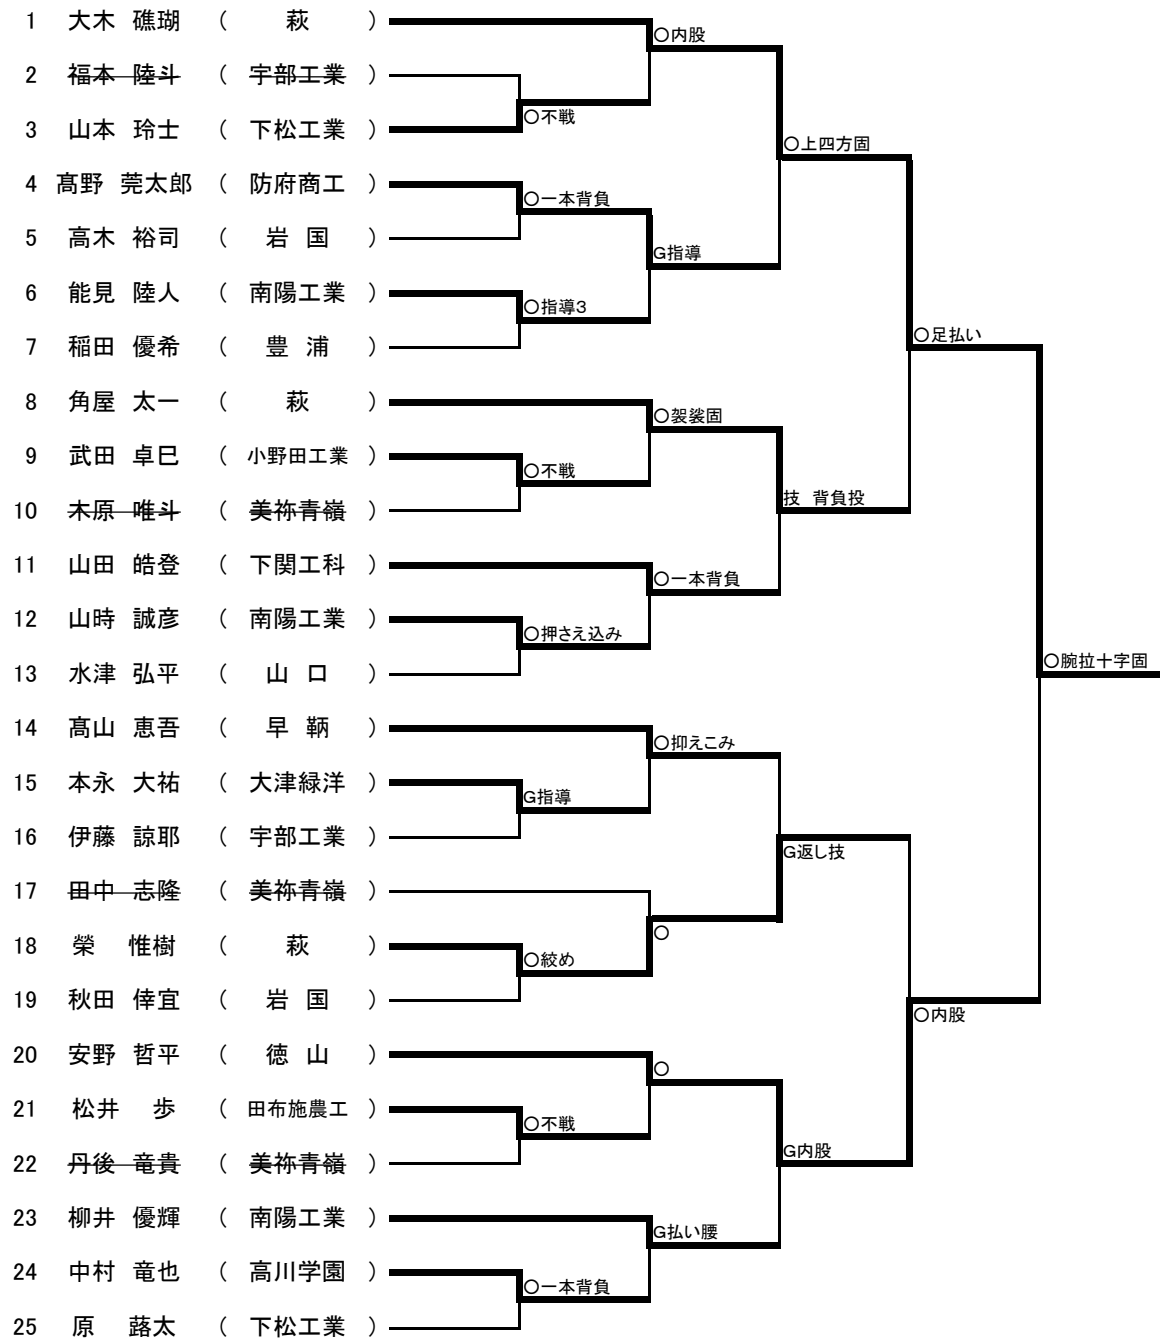 1 大木 礁瑚 （ 萩 ）
○内股
2 福本 陸斗 （ 宇部工業 ）
○不戦
3 山本 玲士 （ 下松工業 ）
○上四方固
4 髙野 莞太郎 （ 防府商工 ）
○一本背負
5 高木 裕司 （ 岩 国 ）
G指導
6 能見 陸人 （ 南陽工業 ）
○指導3
7 稲田 優希 （ 豊 浦 ）
○足払い
8 角屋 太一 （ 萩 ）
○袈裟固
9 武田 卓巳 （ 小野田工業 ）
○不戦
10 木原 唯斗 （ 美祢青嶺 ）
技 背負投
11 山田 皓登 （ 下関工科 ）
○一本背負
12 山時 誠彦 （ 南陽工業 ）
○押さえ込み
13 水津 弘平 （ 山 口 ）
○腕拉十字固
14 髙山 恵吾 （ 早 鞆 ）
○抑えこみ
15 本永 大祐 （ 大津緑洋 ）
G指導
16 伊藤 諒耶 （ 宇部工業 ）
G返し技
17 田中 志隆 （ 美祢青嶺 ）
○
18 榮 惟樹 （ 萩 ）
○絞め
19 秋田 倖宜 （ 岩 国 ）
○内股
20 安野 哲平 （ 徳 山 ）
○
21 松井 歩 （ 田布施農工 ）
○不戦
22 丹後 竜貴 （ 美祢青嶺 ）
G内股
23 柳井 優輝 （ 南陽工業 ）
G払い腰
24 中村 竜也 （ 高川学園 ）
○一本背負
25 原 蕗太 （ 下松工業 ）